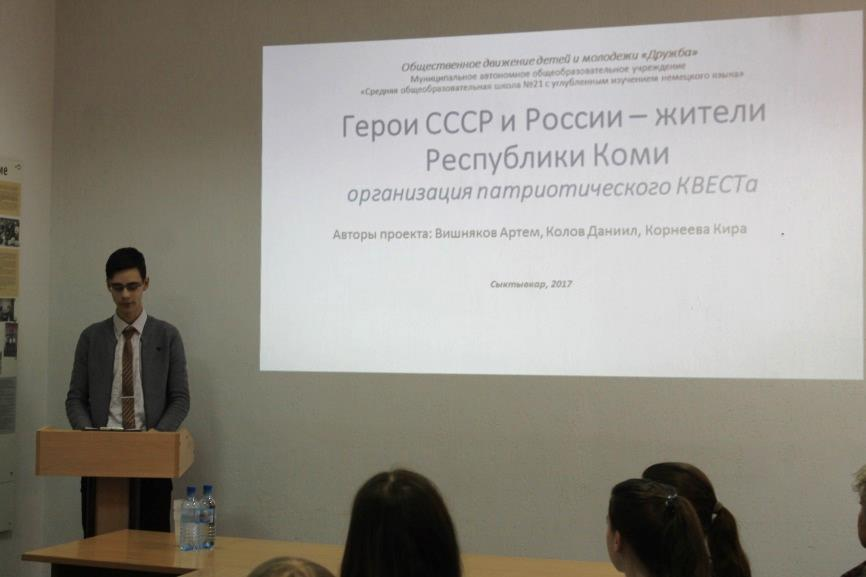 Общественное движение детей и молодежи «Дружба»
Муниципальное автономное общеобразовательное учреждение
«Средняя общеобразовательная школа №21 с углубленным изучением немецкого языка»
Герои СССР и России – жители
Республики Коми
организация патриотического КВЕСТа
Авторы проекта: Вишняков Артем, Колов Даниил, Корнеева Кира
Сыктывкар, 2017